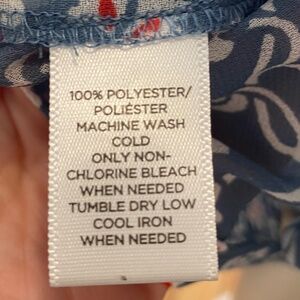 100% POLYESTER/
POLIÉSTER
MACHINE WASH
COLD
ONLY NON-
CHLORINE BLEACH
WHEN NEEDED
TUMBLE DRY LOW
COOL IRON
WHEN NEEDED